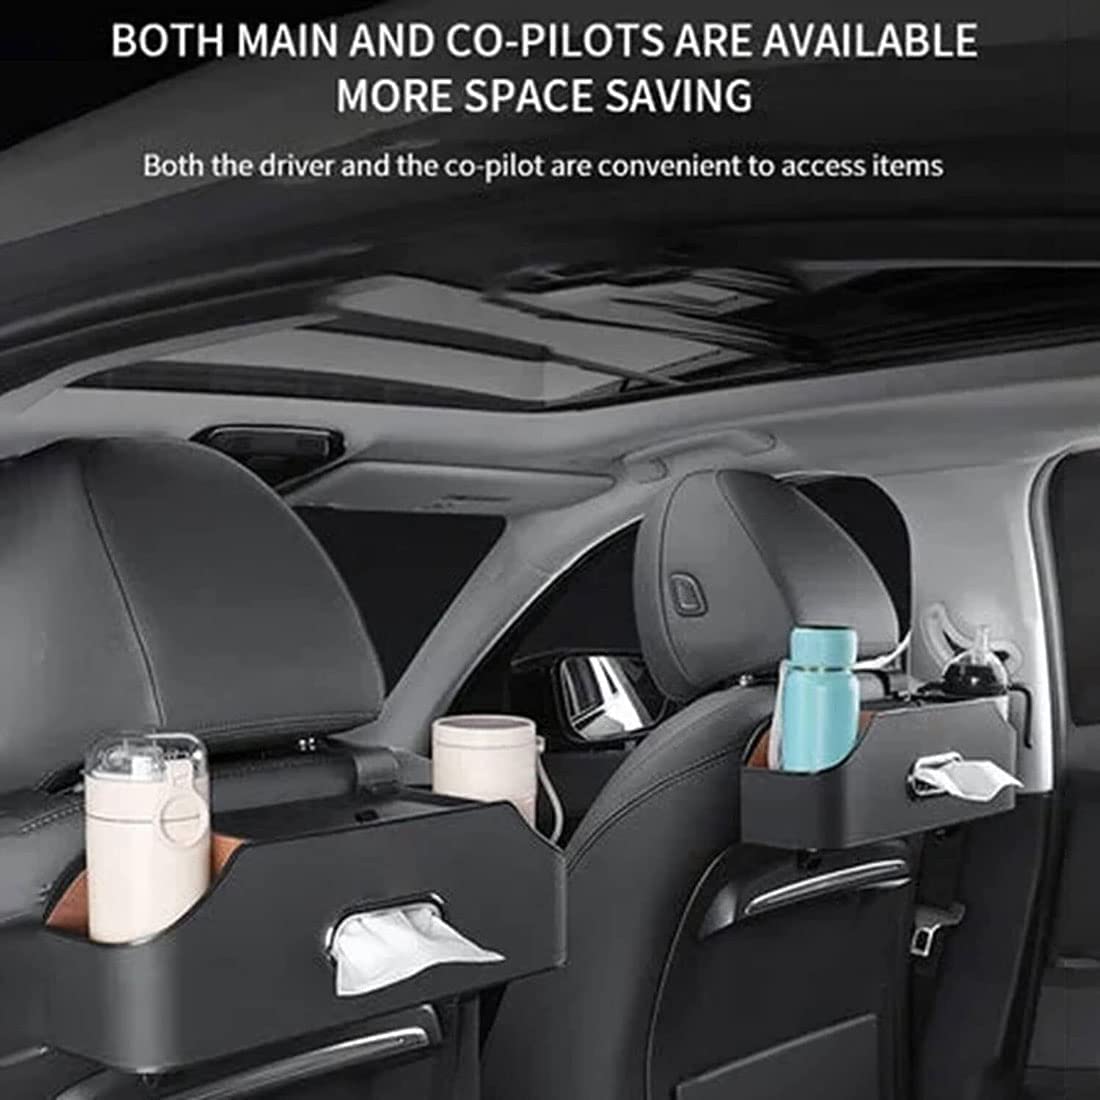 BOTH MAIN AND CO-PILOTS ARE AVAILABLE
MORE SPACE SAVING
Both the driver and the co-pilot are convenient to access items